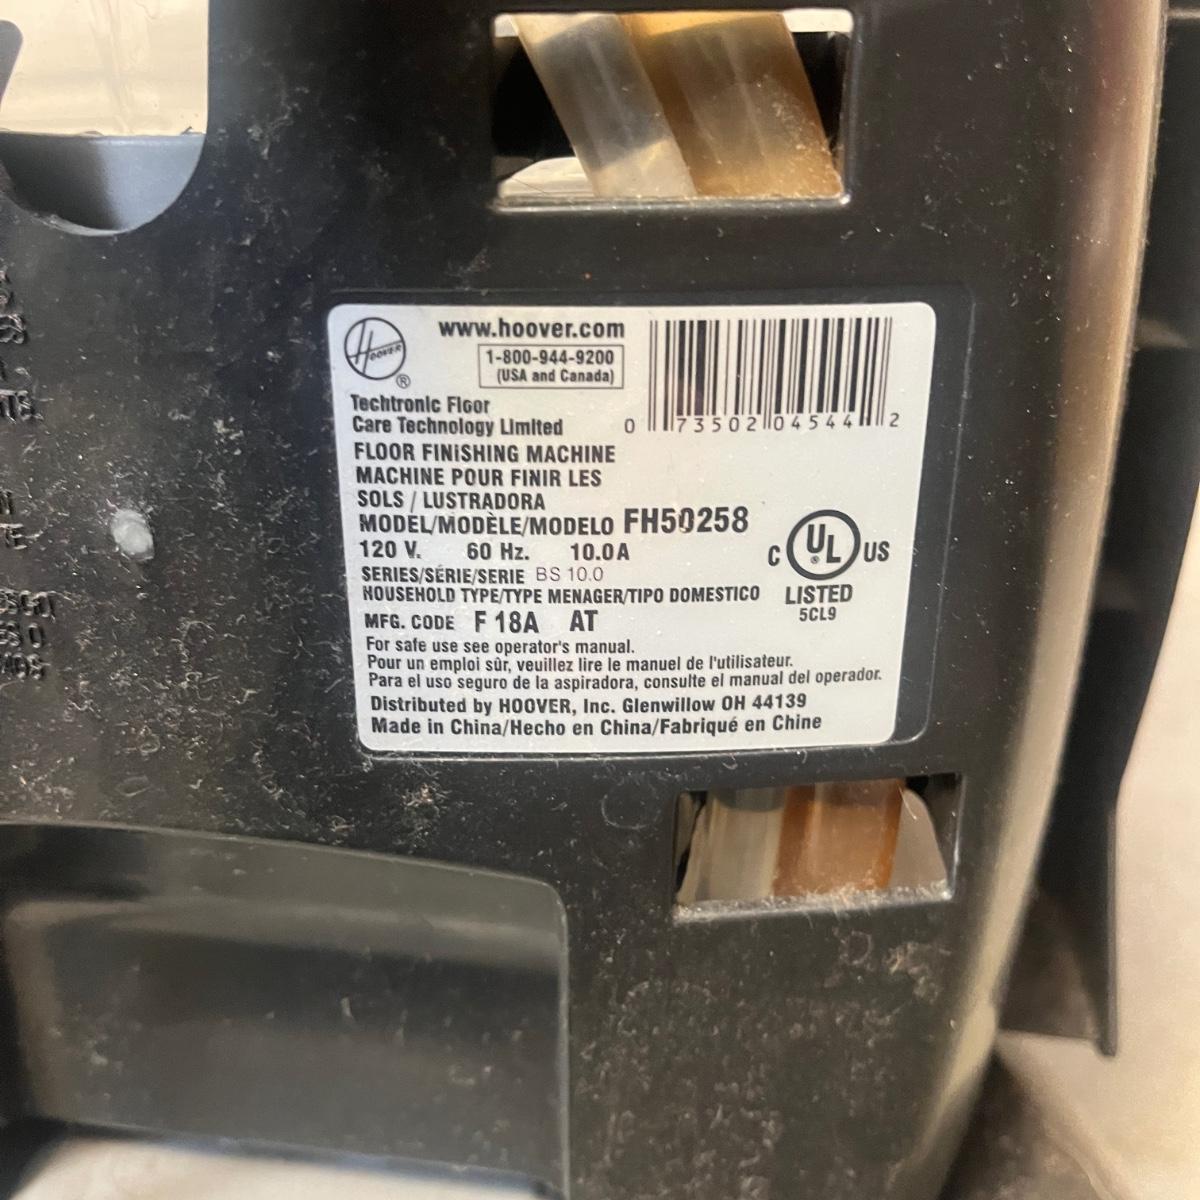 www.hoover.com
HOOVER
®
1-800-944-9200
(USA and Canada)
Techtronic Floor
Care Technology Limited
0 73502 04544 2
FLOOR FINISHING MACHINE
MACHINE POUR FINIR LES
SOLS / LUSTRADORA
MODEL/MODÈLE/MODELO FH50258
120 V. 60 Hz. 10.0 A
SERIES/SÉRIE/SERIE BS 10.0
HOUSEHOLD TYPE/TYPE MENAGER/TIPO DOMESTICO
C UL ® US
LISTED
5CL9
MFG. CODE F 18A AT
For safe use see operator's manual.
Pour un emploi sûr, veuillez lire le manuel de l'utilisateur.
Para el uso seguro de la aspiradora, consulte el manual del operador.
Distributed by HOOVER, Inc. Glenwillow OH 44139
Made in China/Hecho en China/Fabriqué en Chine